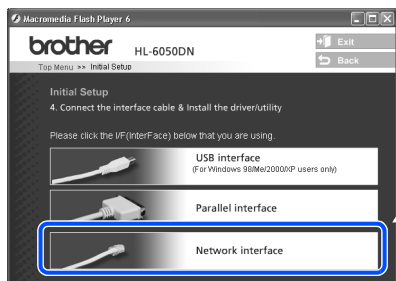 Macromedia Flash Player 6
brother HL-6050DN
Exit
Top Menu >> Initial Setup
Back
Initial Setup
4. Connect the interface cable & Install the driver/utility
Please click the I/F(InterFace) below that you are using.
USB interface
(For Windows 98/Me/2000/XP users only)
Parallel interface
Network interface